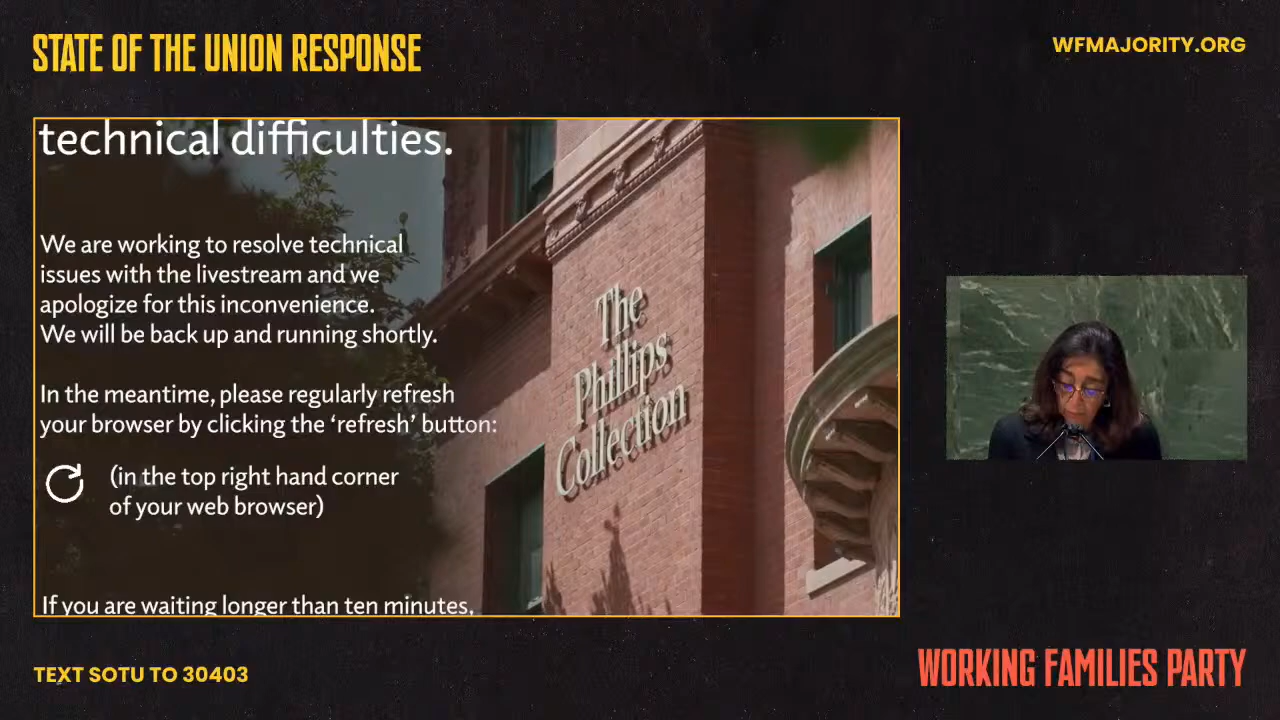 STATE OF THE UNION RESPONSE
WFMAJORITY.ORG
technical difficulties.
We are working to resolve technical
issues with the livestream and we
apologize for this inconvenience.
We will be back up and running shortly.
In the meantime, please regularly refresh
your browser by clicking the ‘refresh’ button:
(in the top right hand corner
of your web browser)
If you are waiting longer than ten minutes,
The
Phillips
Collection
TEXT SOTU TO 30403
WORKING FAMILIES PARTY